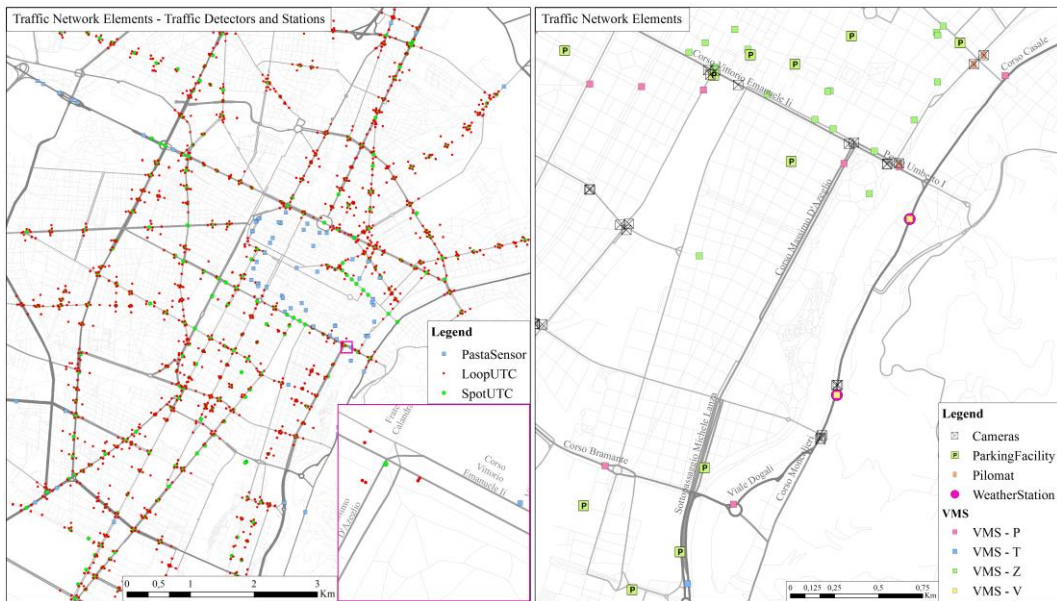 Traffic Network Elements - Traffic Detectors and Stations
Legend
PastaSensor
LoopUTC
SpotUTC
Calandra
Corso
Vittorio
Emanuele Ii
D'Azeglio
0 0,5 1 2 3
Km
Traffic Network Elements
P
P
P
P
P
P
Corso Casale
Corso Vittorio Emanuele Ii
Umberto I
Corso Massimo D'Azeglio
Sottopassaggio Michele Lanza
Corso Bramante
Viale Dogali
Corso Moncalieri
P
P
P
P
Legend
Cameras
P ParkingFacility
Pilomat
WeatherStation
VMS
VMS - P
VMS - T
VMS - Z
VMS - V
0 0,125 0,25 0,5 0,75
Km